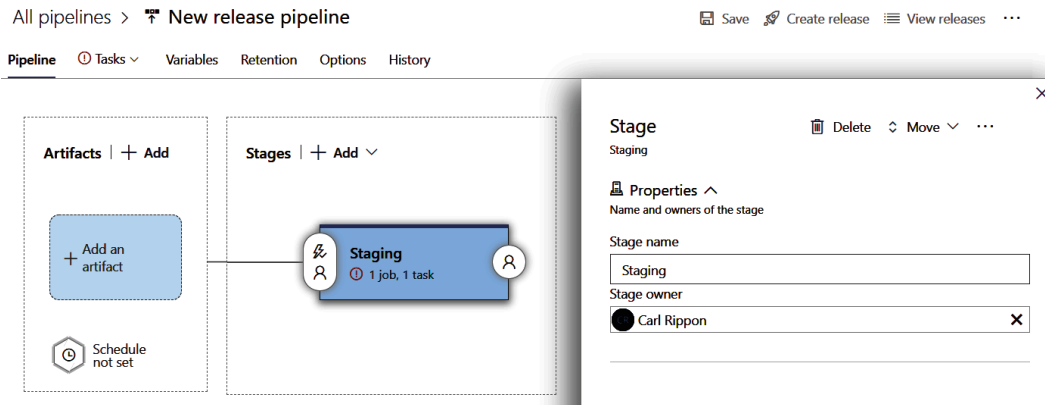 All pipelines > New release pipeline
Save Create release View releases ...
Pipeline Tasks Variables Retention Options History
Artifacts | + Add
Stages | + Add
+ Add an
artifact
Staging
1 job, 1 task
Schedule
not set
Stage
Delete Move ...
Staging
Properties
Name and owners of the stage
Stage name
Staging
Stage owner
CR Carl Rippon